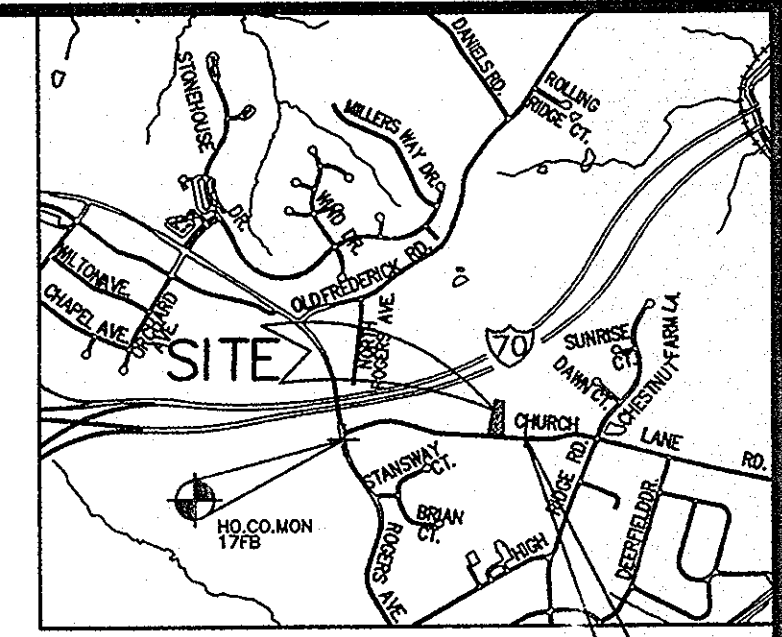 DANIELS RD.
ROLLING
RIDGE CT.
STONEHOUSE
DR.
MILLERS WAY DR.
WIND DR.
OLD FREDERICK RD.
WILTON AVE.
CHAPEL AVE.
ORCHARD
AVE.
SITE
NORTH
ROGERS AVE.
70
SUNRISE
CT.
DAWN CT.
CHESTNUT FARM LA.
CHURCH
LANE
RD.
STANSWAY
CT.
BRIAN
CT.
RIDGE RD.
HIGH
DEERFIELD DR.
ROGERS AVE.
HO.CO.MON
17FB